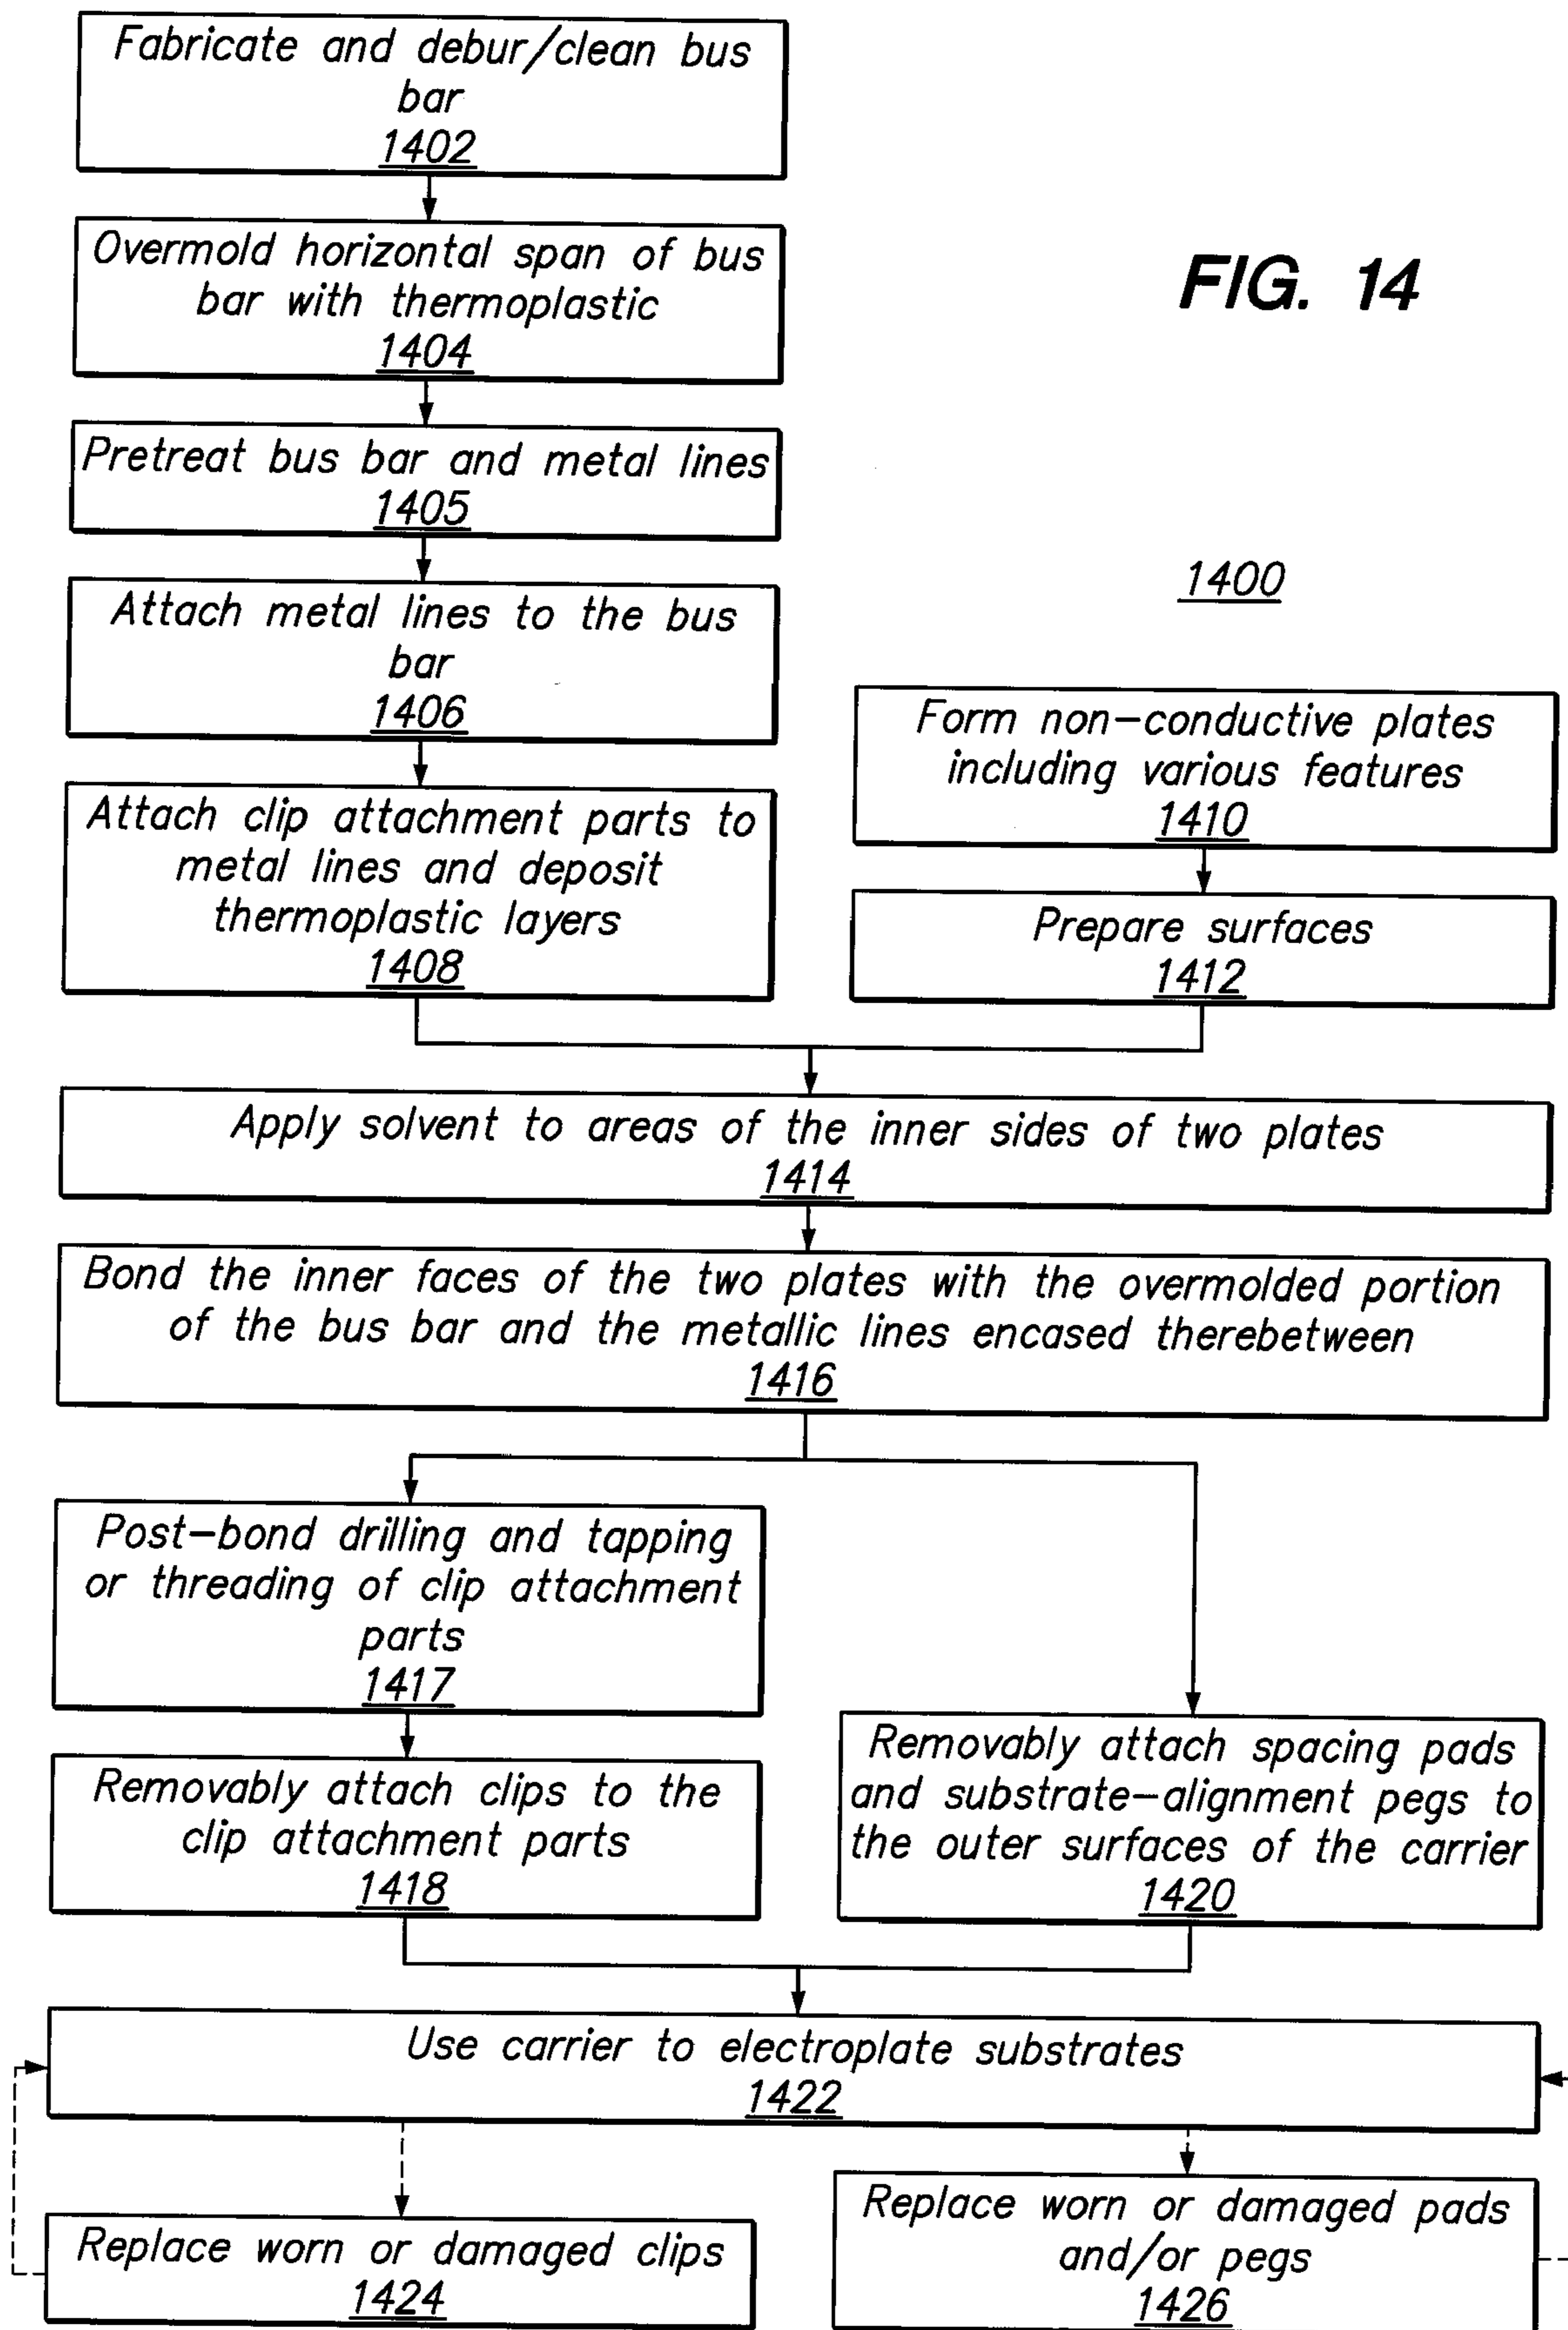 Fabricate and debur/clean bus
bar
1402
Overmold horizontal span of bus
bar with thermoplastic
1404
FIG. 14
Pretreat bus bar and metal lines
1405
1400
Attach metal lines to the bus
bar
1406
Form non-conductive plates
including various features
1410
Attach clip attachment parts to
metal lines and deposit
thermoplastic layers
1408
Prepare surfaces
1412
Apply solvent to areas of the inner sides of two plates
1414
Bond the inner faces of the two plates with the overmolded portion
of the bus bar and the metallic lines encased therebetween
1416
Post-bond drilling and tapping
or threading of clip attachment
parts
1417
Removably attach clips to the
clip attachment parts
1418
Removably attach spacing pads
and substrate-alignment pegs to
the outer surfaces of the carrier
1420
Use carrier to electroplate substrates
1422
Replace worn or damaged clips
1424
Replace worn or damaged pads
and/or pegs
1426